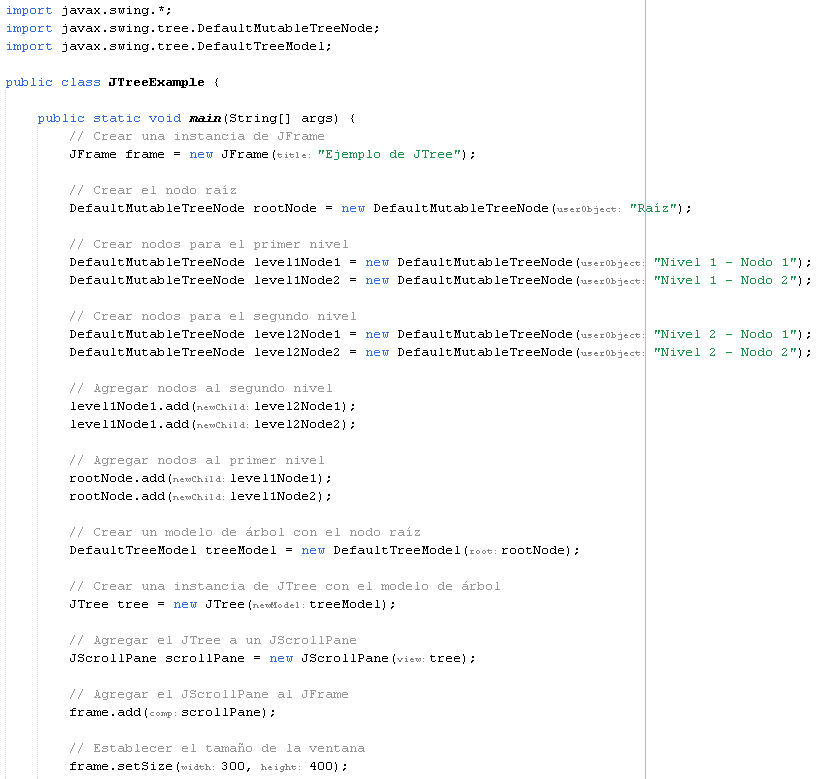 import javax.swing.*;
import javax.swing.tree.DefaultMutableTreeNode;
import javax.swing.tree.DefaultTreeModel;
public class JTreeExample {
public static void main(String[] args) {
// Crear una instancia de JFrame
JFrame frame = new JFrame(title: "Ejemplo de JTree");
// Crear el nodo raíz
DefaultMutableTreeNode rootNode = new DefaultMutableTreeNode(userObject: "Raíz");
// Crear nodos para el primer nivel
DefaultMutableTreeNode level1Node1 = new DefaultMutableTreeNode(userObject: "Nivel 1 - Nodo 1");
DefaultMutableTreeNode level1Node2 = new DefaultMutableTreeNode(userObject: "Nivel 1 - Nodo 2");
// Crear nodos para el segundo nivel
DefaultMutableTreeNode level2Node1 = new DefaultMutableTreeNode(userObject: "Nivel 2 - Nodo 1");
DefaultMutableTreeNode level2Node2 = new DefaultMutableTreeNode(userObject: "Nivel 2 - Nodo 2");
// Agregar nodos al segundo nivel
level1Node1.add(newChild: level2Node1);
level1Node1.add(newChild: level2Node2);
// Agregar nodos al primer nivel
rootNode.add(newChild: level1Node1);
rootNode.add(newChild: level1Node2);
// Crear un modelo de árbol con el nodo raíz
DefaultTreeModel treeModel = new DefaultTreeModel(root: rootNode);
// Crear una instancia de JTree con el modelo de árbol
JTree tree = new JTree(newModel: treeModel);
// Agregar el JTree a un JScrollPane
JScrollPane scrollPane = new JScrollPane(view: tree);
// Agregar el JScrollPane al JFrame
frame.add(comp: scrollPane);
// Establecer el tamaño de la ventana
frame.setSize(width: 300, height: 400);